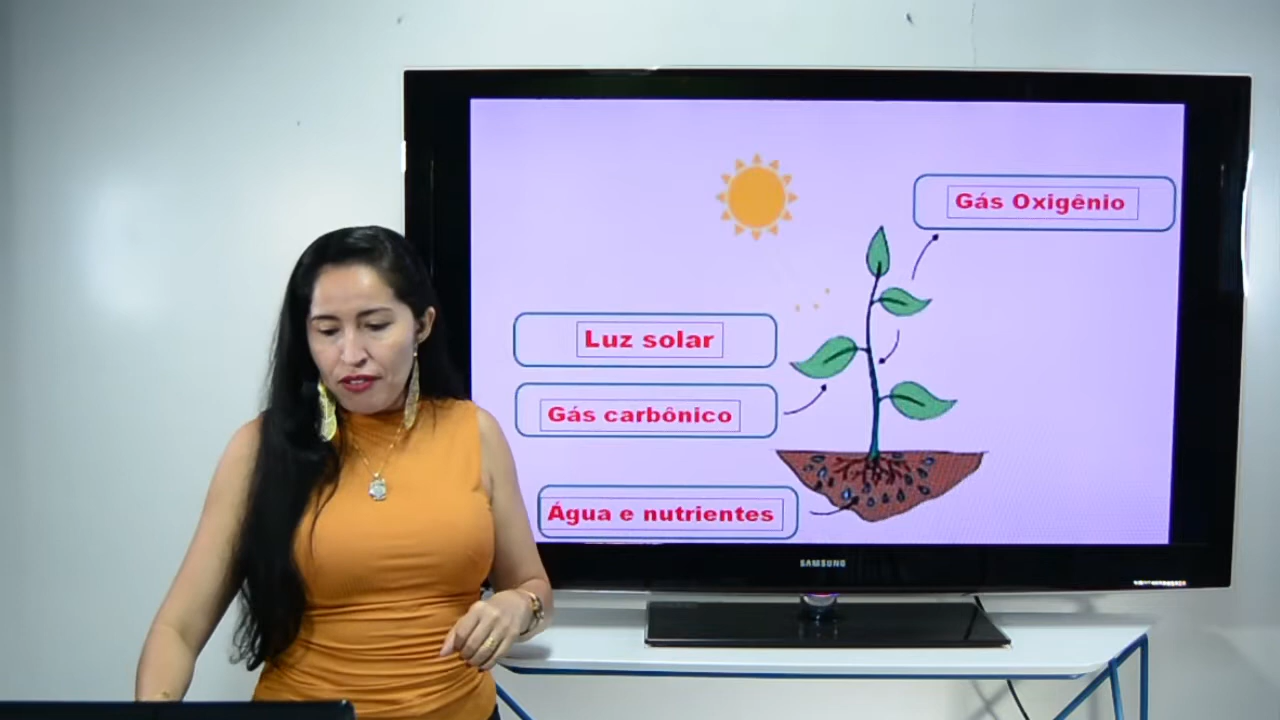 Gás Oxigênio
Luz solar
Gás carbônico
Água e nutrientes
SAMSUNG